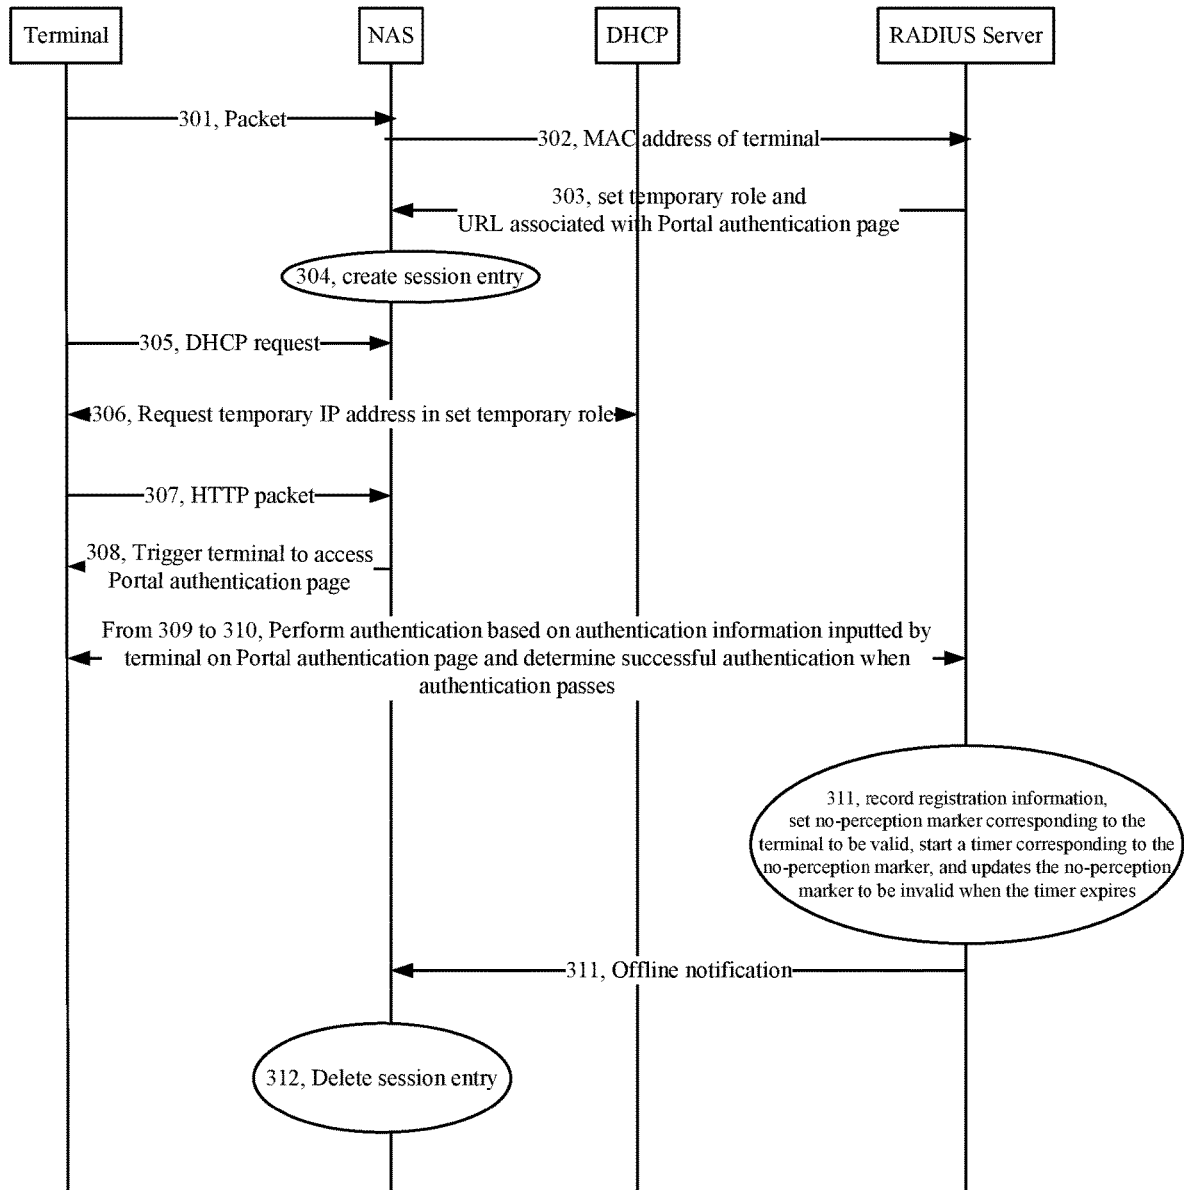 Terminal
NAS
DHCP
RADIUS Server
301, Packet
302, MAC address of terminal
303, set temporary role and
URL associated with Portal authentication page
304, create session entry
305, DHCP request
306, Request temporary IP address in set temporary role
307, HTTP packet
308, Trigger terminal to access
Portal authentication page
From 309 to 310, Perform authentication based on authentication information inputted by
terminal on Portal authentication page and determine successful authentication when
authentication passes
311, record registration information,
set no-perception marker corresponding to the
terminal to be valid, start a timer corresponding to the
no-perception marker, and updates the no-perception
marker to be invalid when the timer expires
311, Offline notification
312, Delete session entry